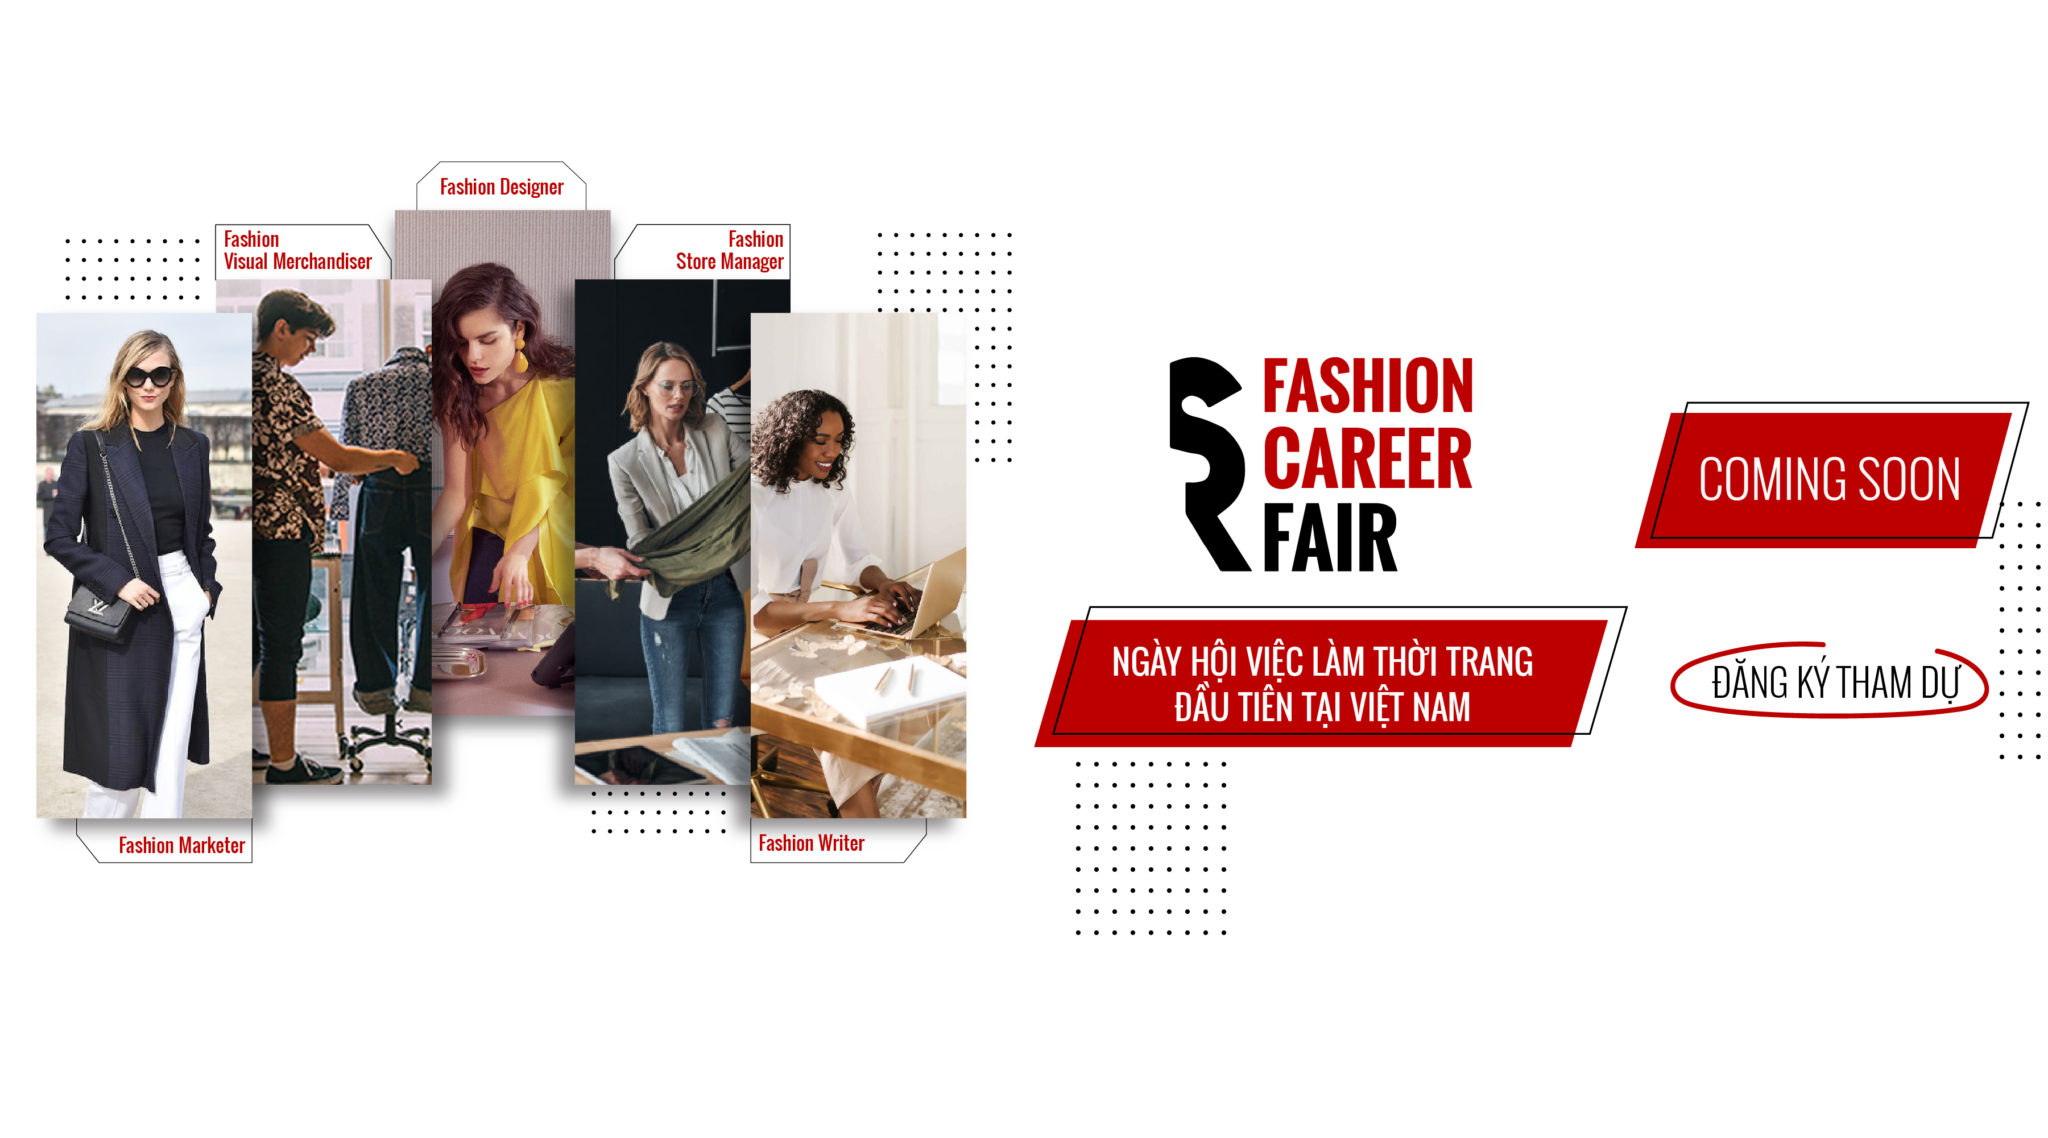 Fashion Designer
Fashion
Visual Merchandiser
Fashion
Store Manager
Fashion Marketer
Fashion Writer
FASHION
CAREER
FAIR
NGÀY HỘI VIỆC LÀM THỜI TRANG
ĐẦU TIÊN TẠI VIỆT NAM
COMING SOON
ĐĂNG KÝ THAM DỰ